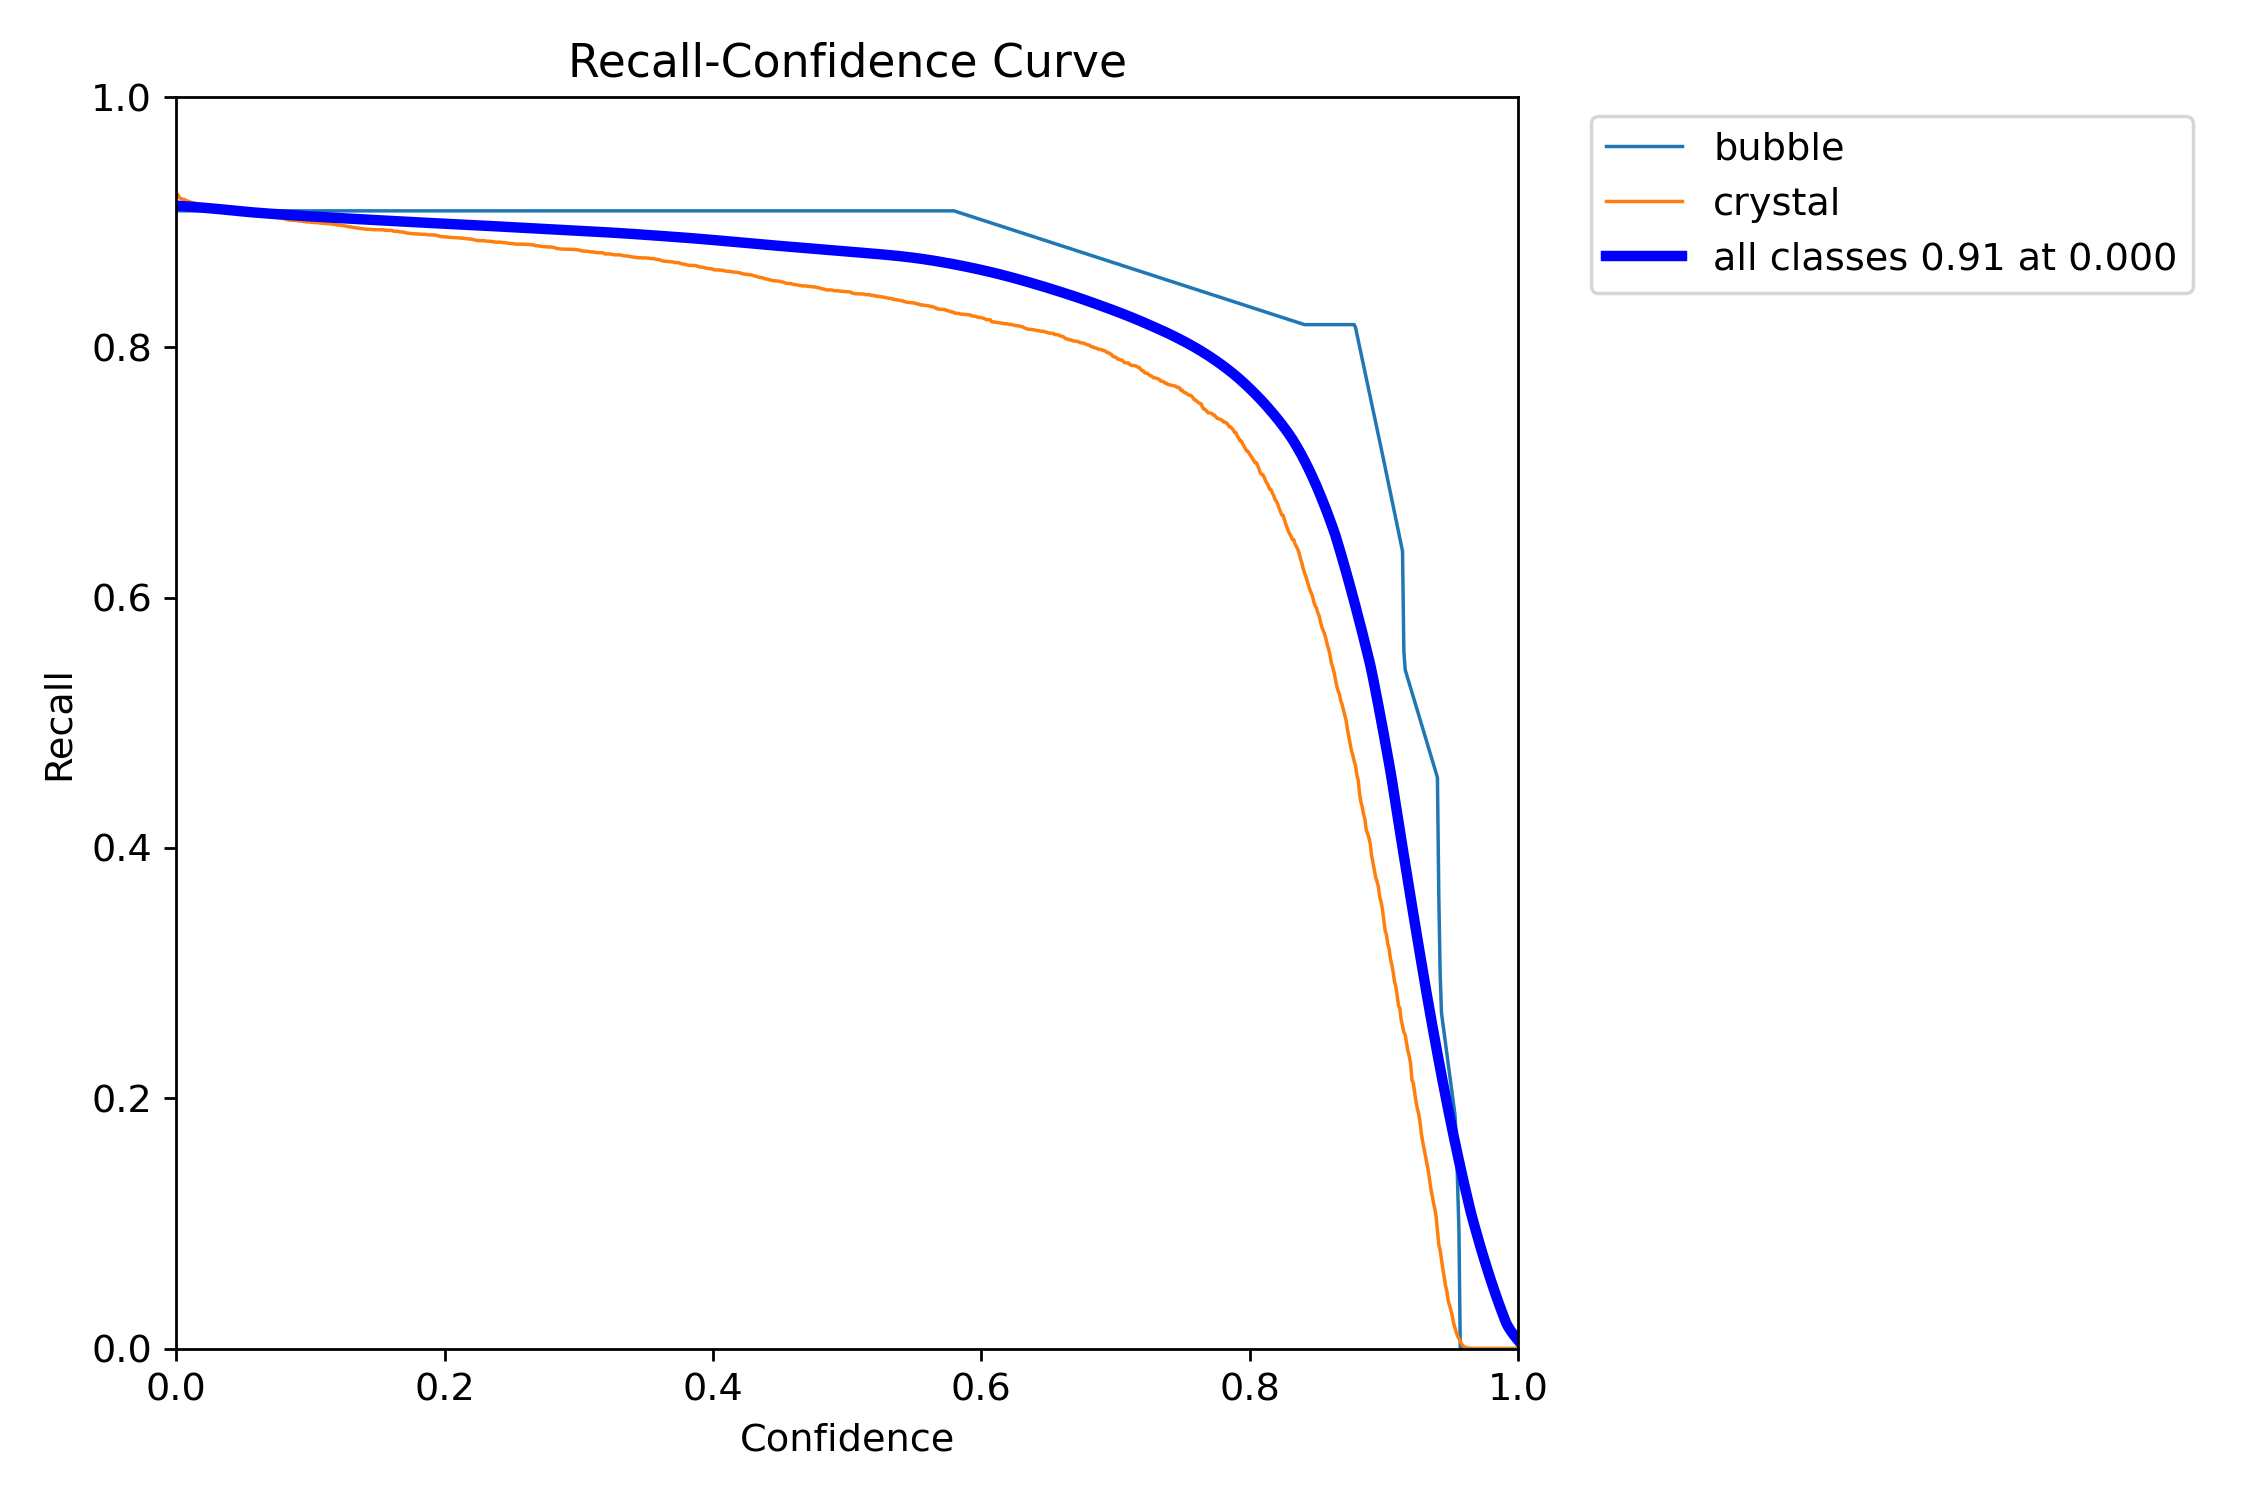 Recall-Confidence Curve
1.0
0.8
0.6
0.4
0.2
0.0
Recall
0.0 0.2 0.4 0.6 0.8 1.0
Confidence
bubble
crystal
all classes 0.91 at 0.000